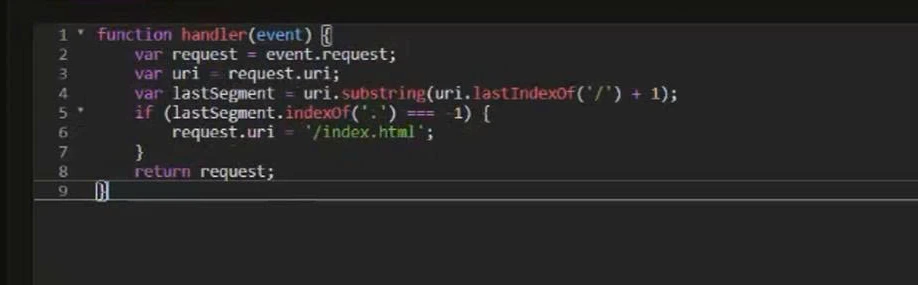 1 function handler(event) {
2 var request = event.request;
3 var uri = request.uri;
4 var lastSegment = uri.substring(uri.lastIndexOf('/') + 1);
5 if (lastSegment.indexOf('.') === -1) {
6 request.uri = '/index.html';
7 }
8 return request;
9 }